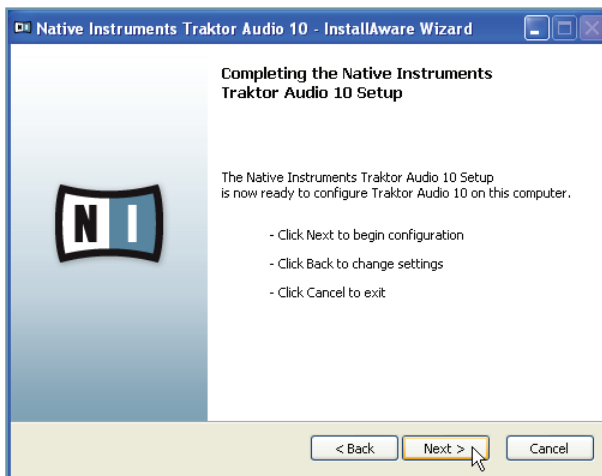 Native Instruments Traktor Audio 10 - InstallAware Wizard
Completing the Native Instruments
Traktor Audio 10 Setup
The Native Instruments Traktor Audio 10 Setup
is now ready to configure Traktor Audio 10 on this computer.
- Click Next to begin configuration
- Click Back to change settings
- Click Cancel to exit
N I
< Back Next > Cancel